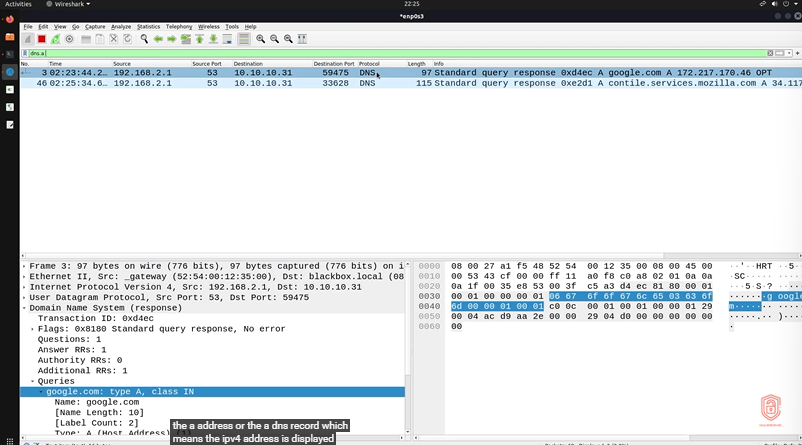 Activities Wireshark 22:25
*enp0s3
File Edit View Go Capture Analyze Statistics Telephony Wireless Tools Help
dns.a
No. Time Source Source Port Destination Destination Port Protocol Length Info
3 02:23:44.2… 192.168.2.1 53 10.10.10.31 59475 DNS 97 Standard query response 0xd4ec A google.com A 172.217.170.46 OPT
46 02:25:34.6… 192.168.2.1 53 10.10.10.31 33628 DNS 115 Standard query response 0xe2d1 A contile.services.mozilla.com A 34.117
Frame 3: 97 bytes on wire (776 bits), 97 bytes captured (776 bits) on i
Ethernet II, Src: _gateway (52:54:00:12:35:00), Dst: blackbox.local (08
Internet Protocol Version 4, Src: 192.168.2.1, Dst: 10.10.10.31
User Datagram Protocol, Src Port: 53, Dst Port: 59475
Domain Name System (response)
Transaction ID: 0xd4ec
Flags: 0x8180 Standard query response, No error
Questions: 1
Answer RRs: 1
Authority RRs: 0
Additional RRs: 1
Queries
google.com: type A, class IN
Name: google.com
[Name Length: 10]
[Label Count: 2]
Type: A (Host Address) (1)
0000 08 00 27 a1 f5 48 52 54 00 12 35 00 08 00 45 00 ··'··HRT ··5···
0010 00 53 43 cf 00 00 ff 11 a0 f8 c0 a8 02 01 0a 0a ·SC·····
0020 0a 1f 00 35 e8 53 00 3f c5 a3 d4 ec 81 80 00 01 ···5·S·?
0030 00 01 00 00 00 01 06 67 6f 6f 67 6c 65 03 63 6f ·······g oogle
0040 6d 00 00 01 00 01 c0 0c 00 01 00 01 00 00 01 29 m·····
0050 00 04 ac d9 aa 2e 00 00 29 04 d0 00 00 00 00 00 ·····.·· )·····
0060 00 ·
the a address or the a dns record which
means the ipv4 address is displayed